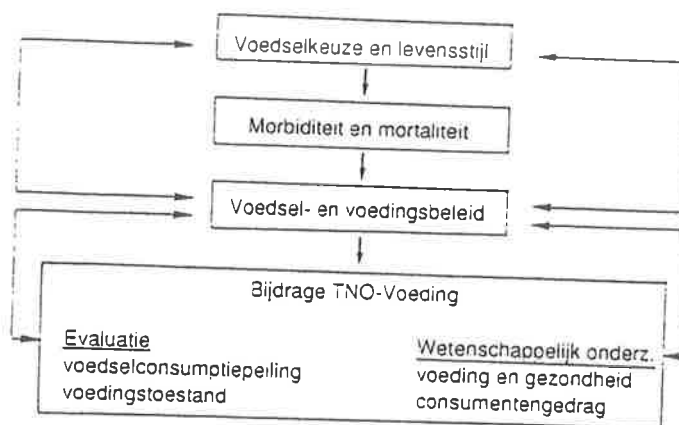 Voedselkeuze en levensstijl
Morbiditeit en mortaliteit
Voedsel- en voedingsbeleid
Bijdrage TNO-Voeding
Evaluatie
voedselconsumptiepeiling
voedingstoestand
Wetenschappelijk onderz.
voeding en gezondheid
consumentengedrag